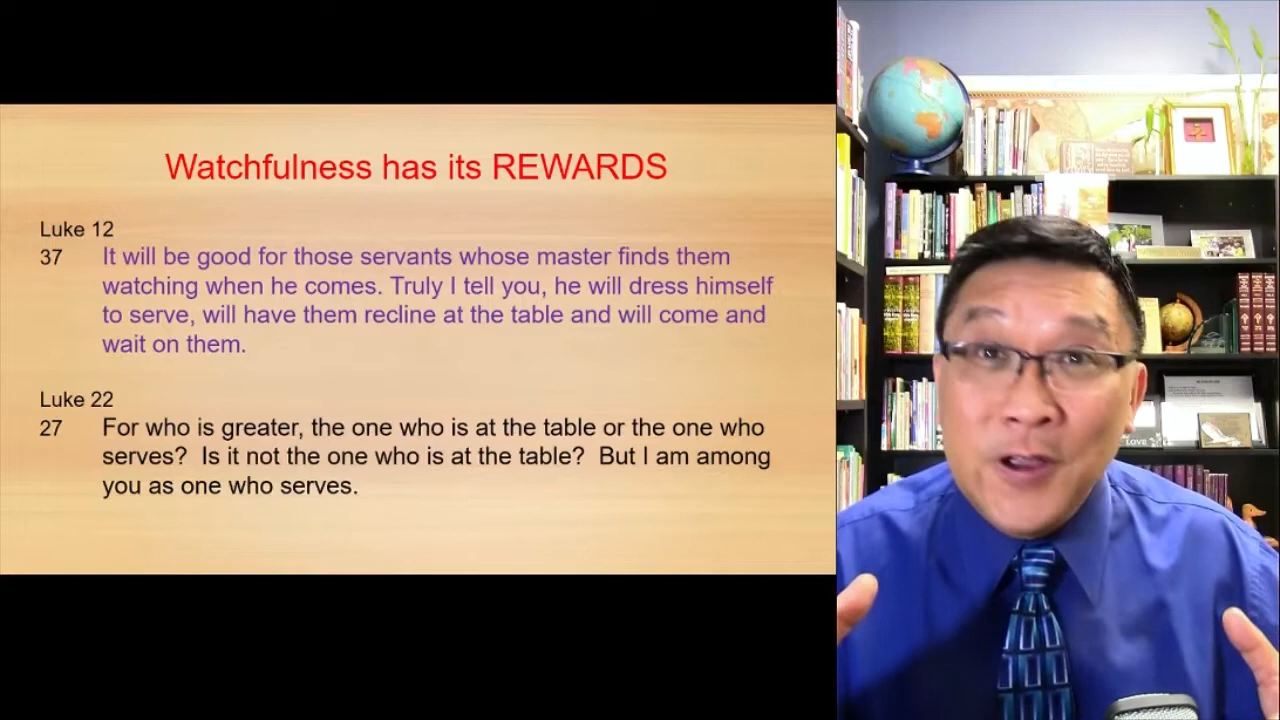 Watchfulness has its REWARDS
Luke 12
37 It will be good for those servants whose master finds them
watching when he comes. Truly I tell you, he will dress himself
to serve, will have them recline at the table and will come and
wait on them.
Luke 22
27 For who is greater, the one who is at the table or the one who
serves? Is it not the one who is at the table? But I am among
you as one who serves.
LOVE